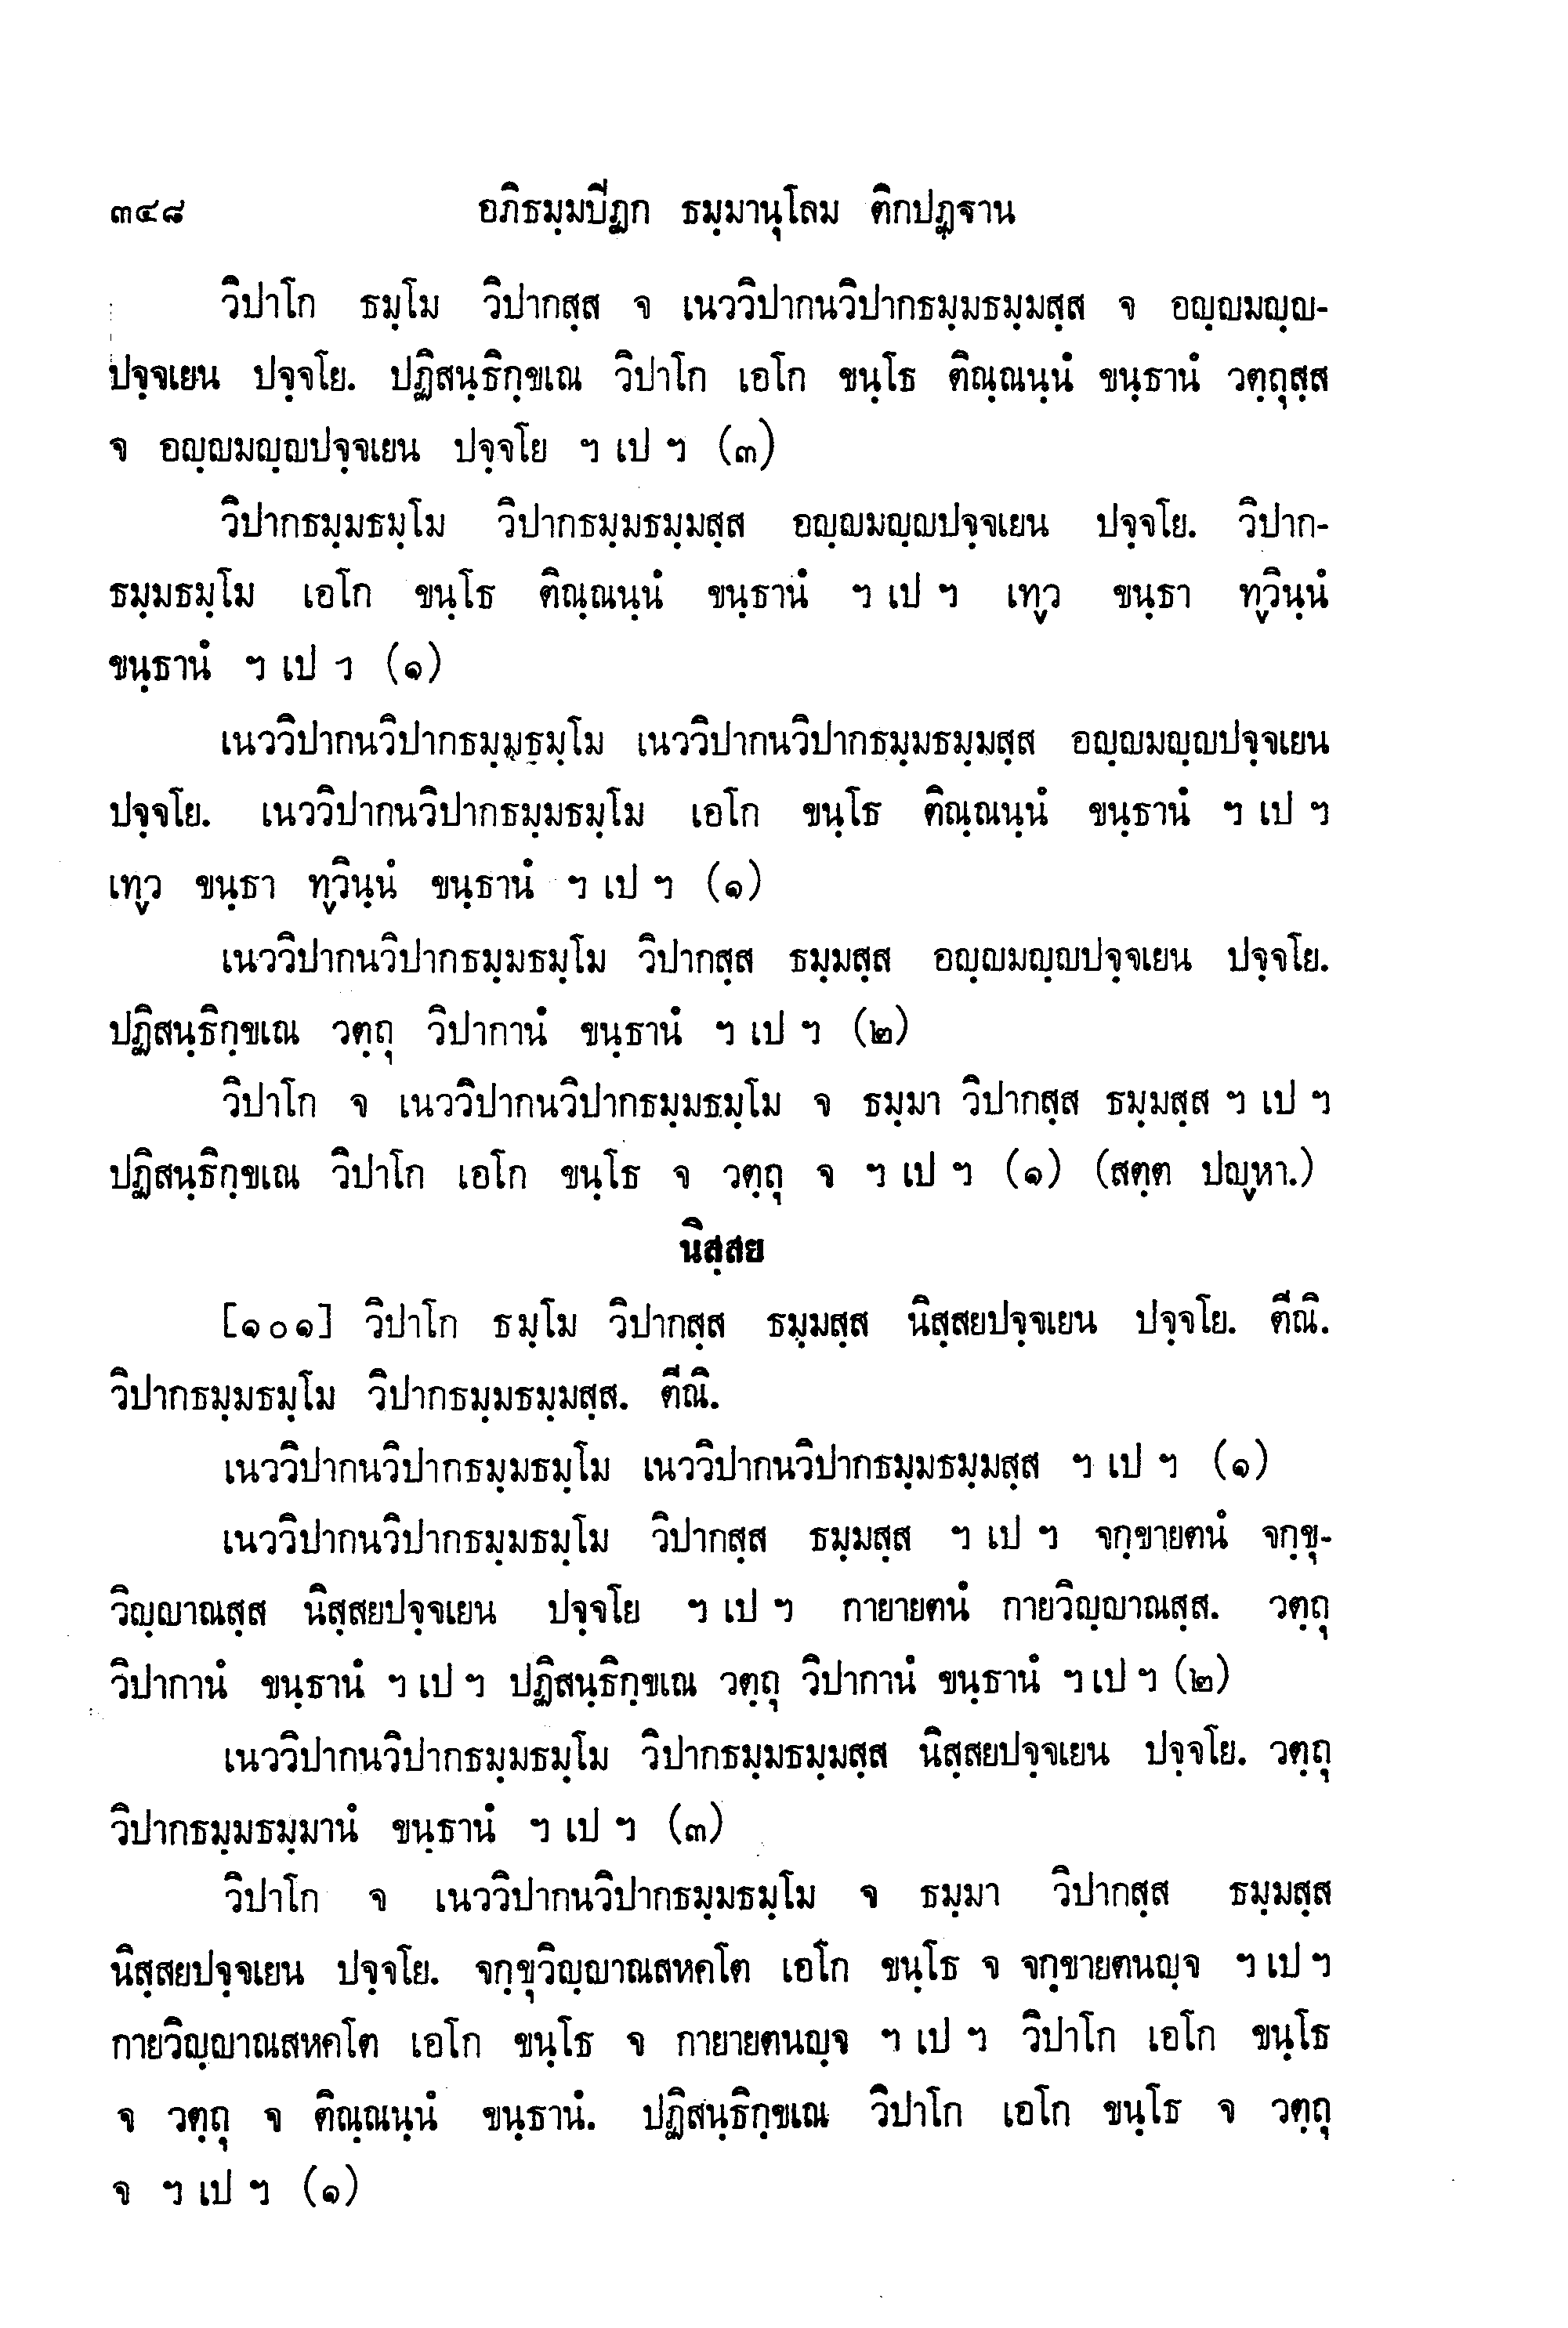 ๓๔๘ อภิธมฺมปิฏก ธมฺมานุโลม ติกปฏฺฐาน
วิปาโก ธมฺโม วิปากสฺส จ เนววิปากนวิปากธมฺมธมฺมสฺส จ อญฺญมญฺญ-
ปจฺจเยน ปจฺจโย. ปฏิสนฺธิกฺขเณ วิปาโก เอโก ขนฺโธ ติณฺณนฺนํ ขนฺธานํ วตฺถุสฺส
จ อญฺญมญฺญปจฺจเยน ปจฺจโย ฯ เป ฯ (๓)
วิปากธมฺมธมฺโม วิปากธมฺมธมฺมสฺส อญฺญมญฺญปจฺจเยน ปจฺจโย. วิปาก-
ธมฺมธมฺโม เอโก ขนฺโธ ติณฺณนฺนํ ขนฺธานํ ฯ เป ฯ เทฺว ขนฺธา ทฺวินฺนํ
ขนฺธานํ ฯ เป ฯ (๑)
เนววิปากนวิปากธมฺมธมฺโม เนววิปากนวิปากธมฺมธมฺมสฺส อญฺญมญฺญปจฺจเยน
ปจฺจโย. เนววิปากนวิปากธมฺมธมฺโม เอโก ขนฺโธ ติณฺณนฺนํ ขนฺธานํ ฯ เป ฯ
เทฺว ขนฺธา ทฺวินฺนํ ขนฺธานํ ฯ เป ฯ (๑)
เนววิปากนวิปากธมฺมธมฺโม วิปากสฺส ธมฺมสฺส อญฺญมญฺญปจฺจเยน ปจฺจโย.
ปฏิสนฺธิกฺขเณ วตฺถุ วิปากานํ ขนฺธานํ ฯ เป ฯ (๒)
วิปาโก จ เนววิปากนวิปากธมฺมธมฺโม จ ธมฺมา วิปากสฺส ธมฺมสฺส ฯ เป ฯ
ปฏิสนฺธิกฺขเณ วิปาโก เอโก ขนฺโธ จ วตฺถุ จ ฯ เป ฯ (๑) (สตฺต ปญฺหา.)
นิสฺสย
[๑๐๑] วิปาโก ธมฺโม วิปากสฺส ธมฺมสฺส นิสฺสยปจฺจเยน ปจฺจโย. ตีณิ.
วิปากธมฺมธมฺโม วิปากธมฺมธมฺมสฺส. ตีณิ.
เนววิปากนวิปากธมฺมธมฺโม เนววิปากนวิปากธมฺมธมฺมสฺส ฯ เป ฯ (๑)
เนววิปากนวิปากธมฺมธมฺโม วิปากสฺส ธมฺมสฺส ฯ เป ฯ จกฺขายตนํ จกฺขุ-
วิญฺญาณสฺส นิสฺสยปจฺจเยน ปจฺจโย ฯ เป ฯ กายายตนํ กายวิญฺญาณสฺส. วตฺถุ
วิปากานํ ขนฺธานํ ฯ เป ฯ ปฏิสนฺธิกฺขเณ วตฺถุ วิปากานํ ขนฺธานํ ฯ เป ฯ (๒)
เนววิปากนวิปากธมฺมธมฺโม วิปากธมฺมธมฺมสฺส นิสฺสยปจฺจเยน ปจฺจโย. วตฺถุ
วิปากธมฺมธมฺมานํ ขนฺธานํ ฯ เป ฯ (๓)
วิปาโก จ เนววิปากนวิปากธมฺมธมฺโม จ ธมฺมา วิปากสฺส ธมฺมสฺส
นิสฺสยปจฺจเยน ปจฺจโย. จกฺขุวิญฺญาณสหคโต เอโก ขนฺโธ จ จกฺขายตนญฺจ ฯ เป ฯ
กายวิญฺญาณสหคโต เอโก ขนฺโธ จ กายายตนญฺจ ฯ เป ฯ วิปาโก เอโก ขนฺโธ
จ วตฺถุ จ ติณฺณนฺนํ ขนฺธานํ. ปฏิสนฺธิกฺขเณ วิปาโก เอโก ขนฺโธ จ วตฺถุ
จ ฯ เป ฯ (๑)